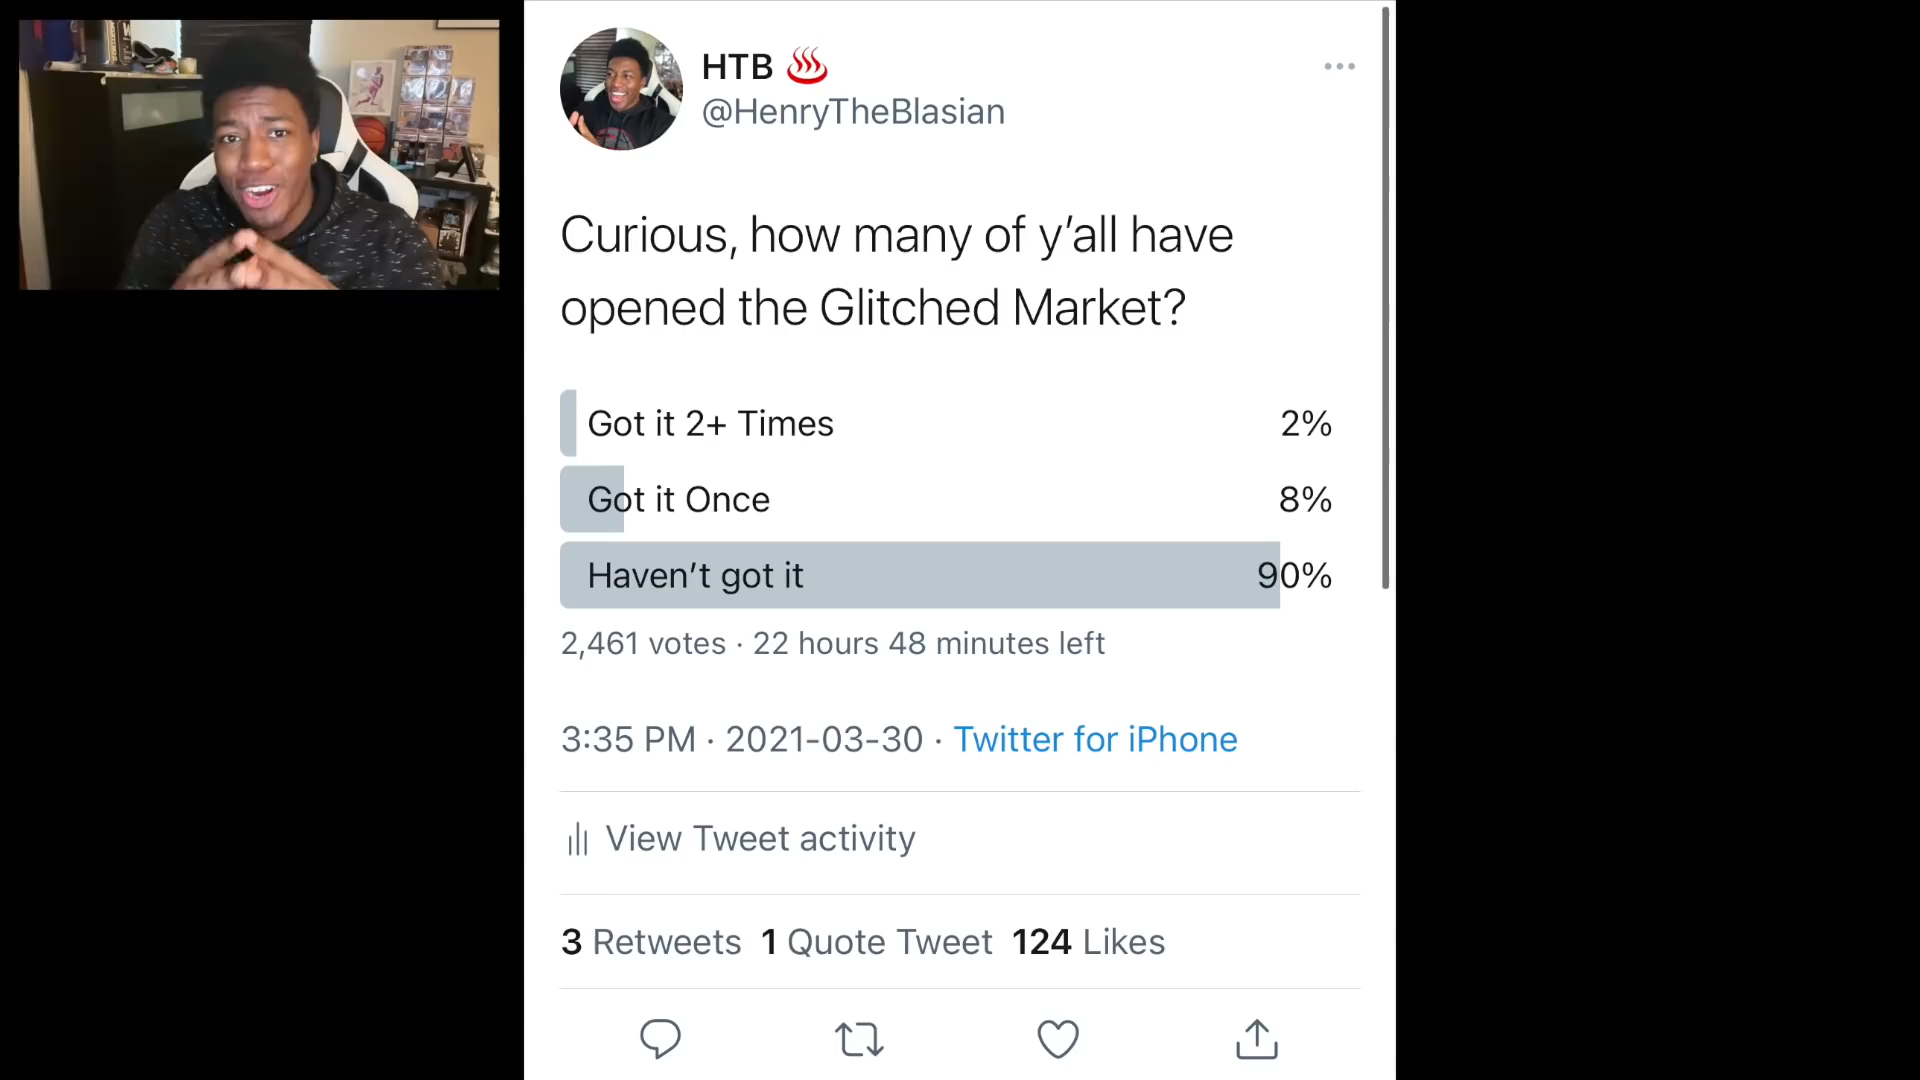 HTB ♨️
@HenryTheBlasian
Curious, how many of y’all have
opened the Glitched Market?
Got it 2+ Times 2%
Got it Once 8%
Haven’t got it 90%
2,461 votes · 22 hours 48 minutes left
3:35 PM · 2021-03-30 · Twitter for iPhone
View Tweet activity
3 Retweets 1 Quote Tweet 124 Likes